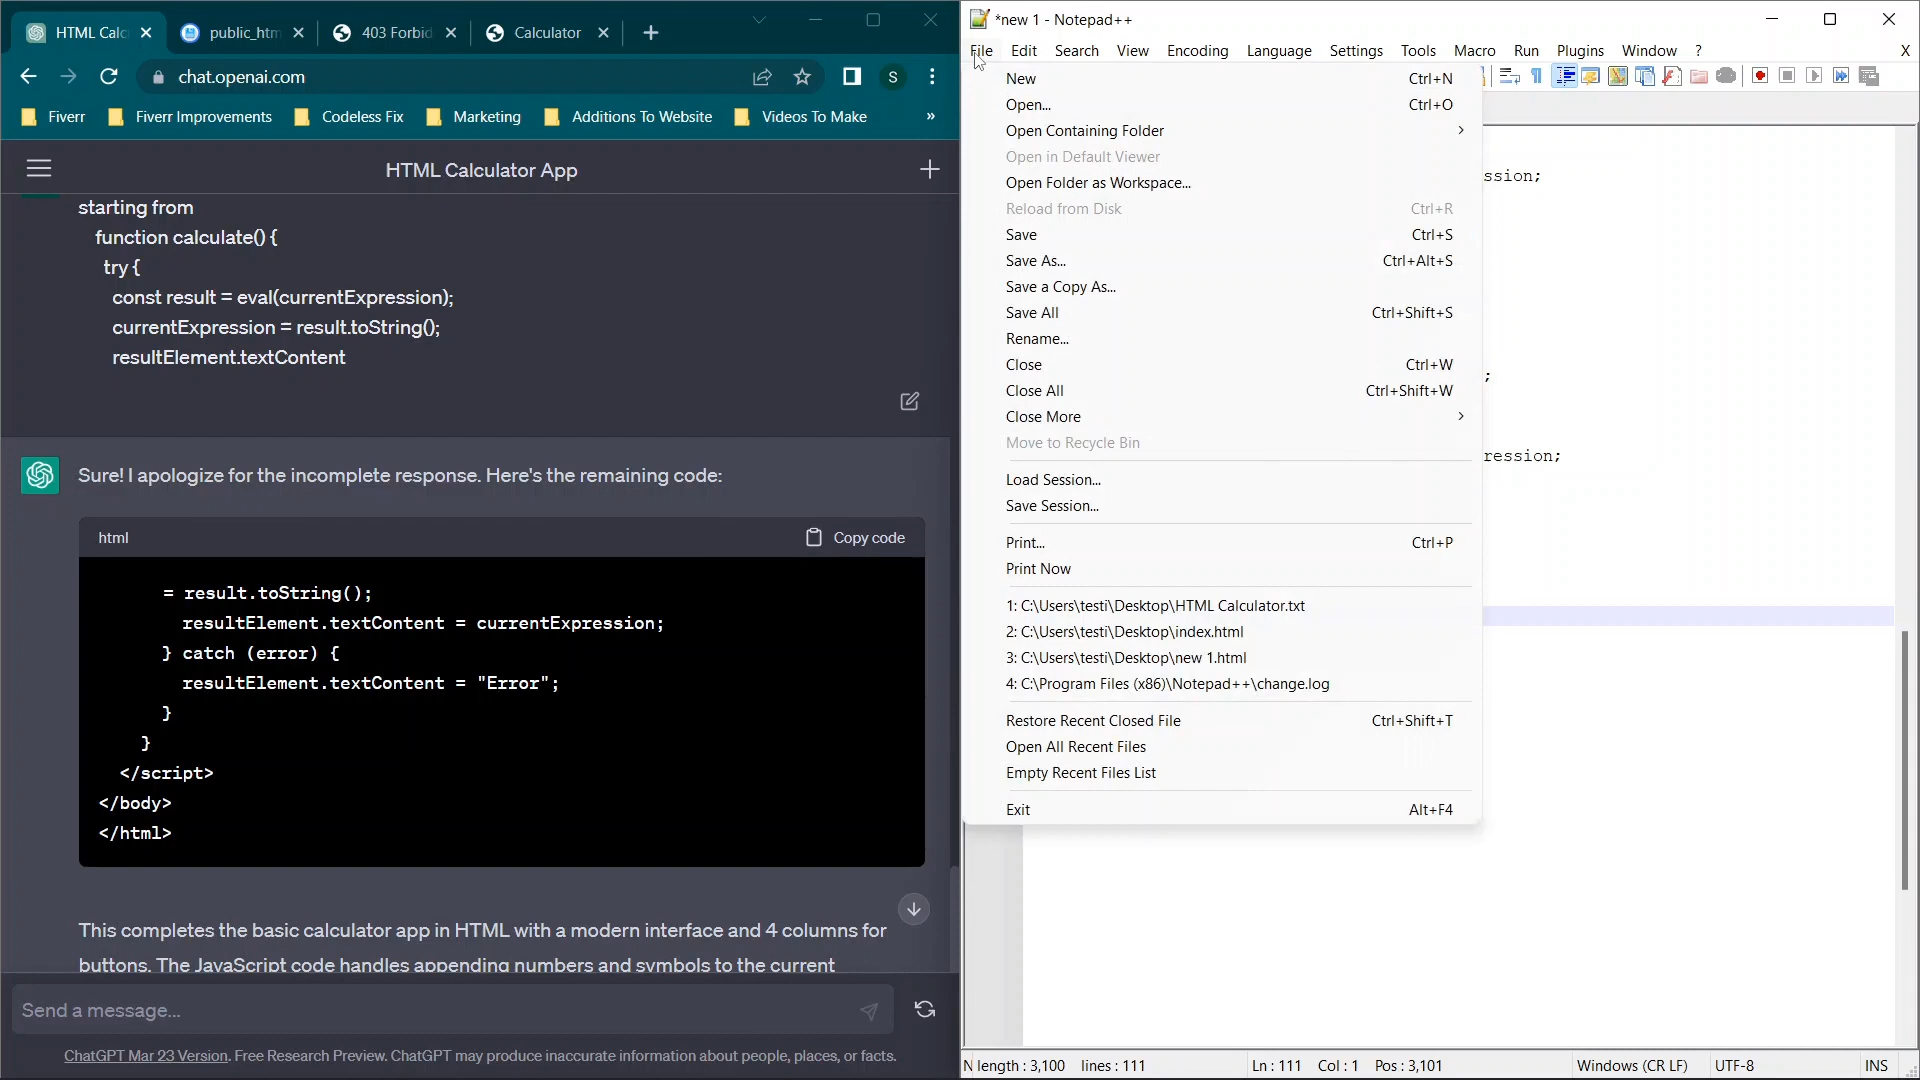 HTML Calc
public_htm
403 Forbid
Calculator
chat.openai.com
S
Fiverr
Fiverr Improvements
Codeless Fix
Marketing
Additions To Website
Videos To Make
»
HTML Calculator App
starting from
function calculate() {
try {
const result = eval(currentExpression);
currentExpression = result.toString();
resultElement.textContent
Sure! I apologize for the incomplete response. Here's the remaining code:
html
Copy code
= result.toString();
resultElement.textContent = currentExpression;
} catch (error) {
resultElement.textContent = "Error";
}
}
</script>
</body>
</html>
This completes the basic calculator app in HTML with a modern interface and 4 columns for
buttons. The JavaScript code handles appending numbers and symbols to the current
Send a message...
ChatGPT Mar 23 Version. Free Research Preview. ChatGPT may produce inaccurate information about people, places, or facts.
*new 1 - Notepad++
File Edit Search View Encoding Language Settings Tools Macro Run Plugins Window ? X
New Ctrl+N
Open... Ctrl+O
Open Containing Folder
Open in Default Viewer
Open Folder as Workspace...
Reload from Disk Ctrl+R
Save Ctrl+S
Save As... Ctrl+Alt+S
Save a Copy As...
Save All Ctrl+Shift+S
Rename...
Close Ctrl+W
Close All Ctrl+Shift+W
Close More
Move to Recycle Bin
Load Session...
Save Session...
Print... Ctrl+P
Print Now
1: C:\Users\testi\Desktop\HTML Calculator.txt
2: C:\Users\testi\Desktop\index.html
3: C:\Users\testi\Desktop\new 1.html
4: C:\Program Files (x86)\Notepad++\change.log
Restore Recent Closed File Ctrl+Shift+T
Open All Recent Files
Empty Recent Files List
Exit Alt+F4
ssion;
;
ression;
N length : 3,100 lines : 111 Ln : 111 Col : 1 Pos : 3,101 Windows (CR LF) UTF-8 INS